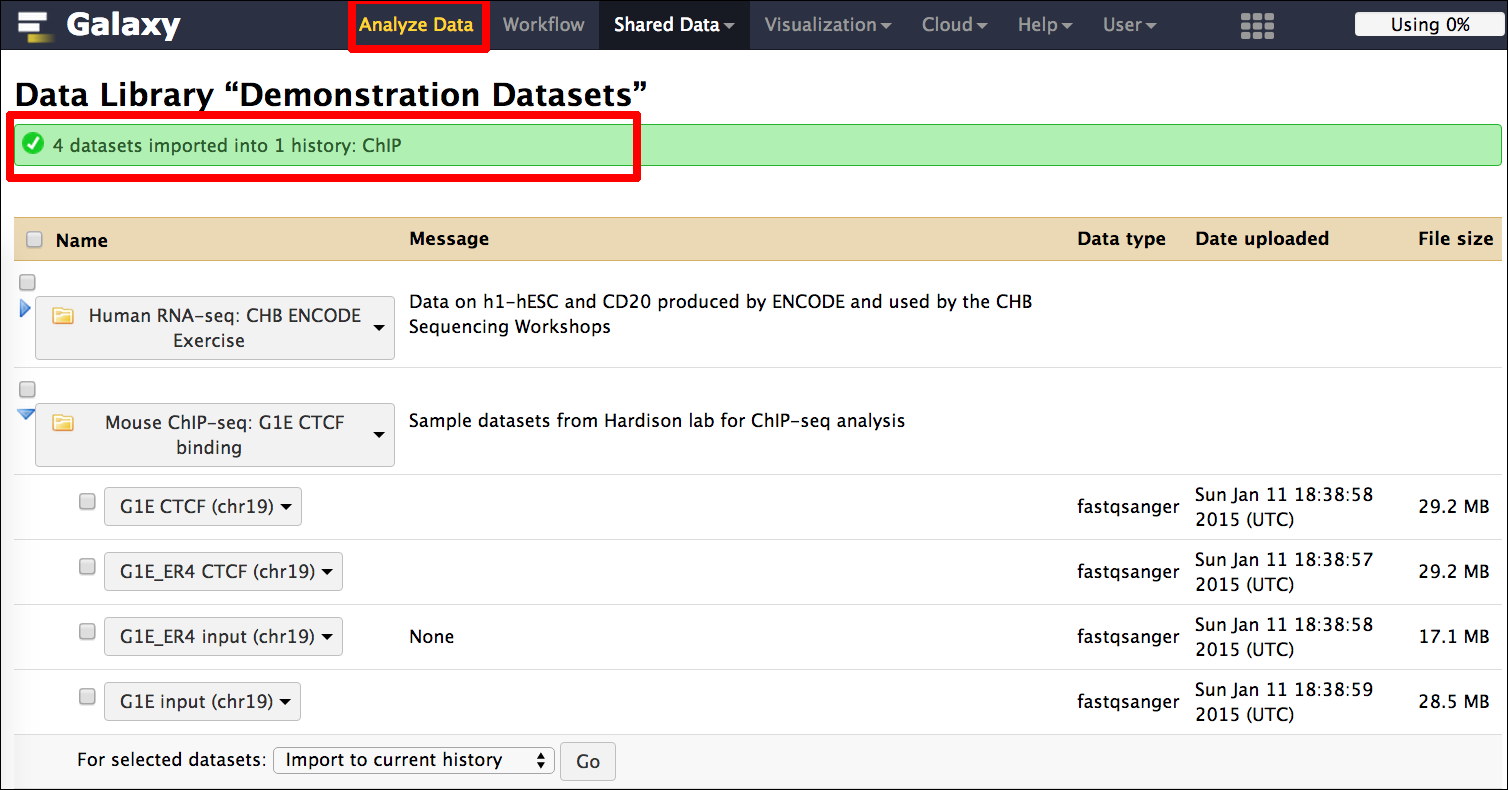 Galaxy Analyze Data Workflow Shared Data Visualization Cloud Help User Using 0%
Data Library “Demonstration Datasets”
4 datasets imported into 1 history: ChIP
Name Message Data type Date uploaded File size
Human RNA-seq: CHB ENCODE
Exercise
Data on h1-hESC and CD20 produced by ENCODE and used by the CHB
Sequencing Workshops
Mouse ChIP-seq: G1E CTCF
binding
Sample datasets from Hardison lab for ChIP-seq analysis
G1E CTCF (chr19) fastqsanger Sun Jan 11 18:38:58
2015 (UTC) 29.2 MB
G1E_ER4 CTCF (chr19) fastqsanger Sun Jan 11 18:38:57
2015 (UTC) 29.2 MB
G1E_ER4 input (chr19) None fastqsanger Sun Jan 11 18:38:58
2015 (UTC) 17.1 MB
G1E input (chr19) fastqsanger Sun Jan 11 18:38:59
2015 (UTC) 28.5 MB
For selected datasets: Import to current history Go